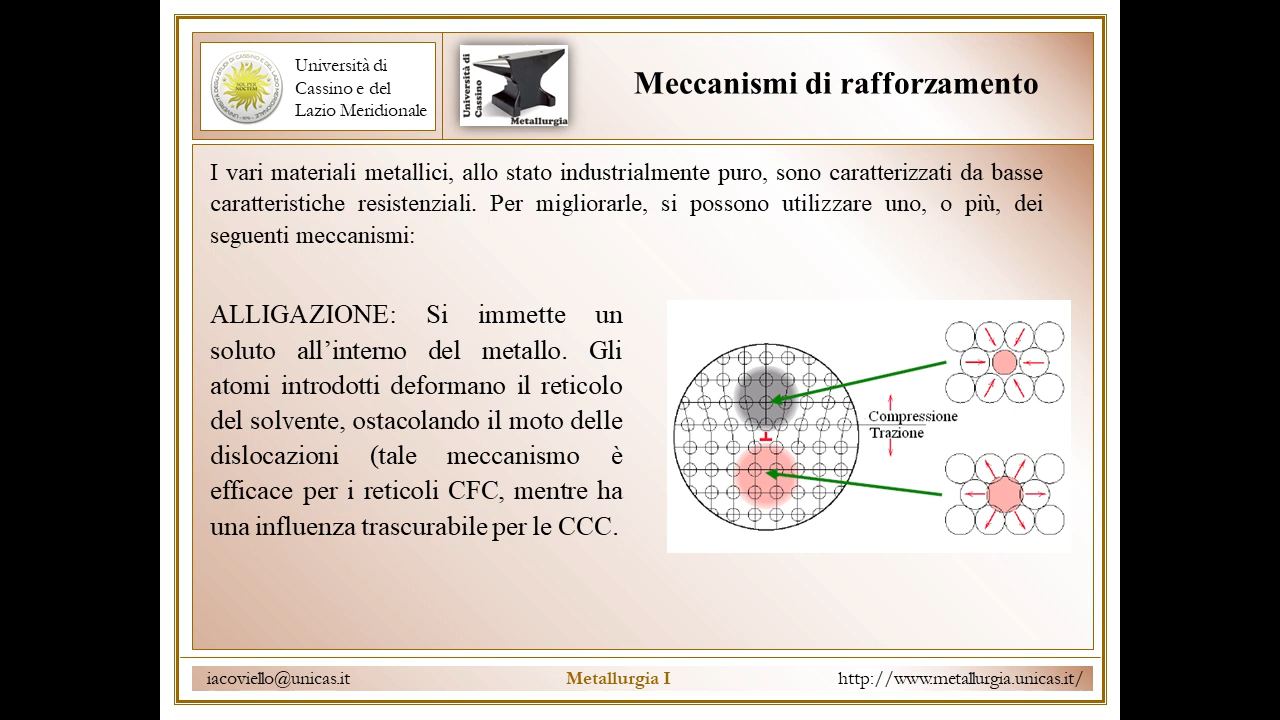 Università di
Cassino e del
Lazio Meridionale
Università di
Cassino
Metallurgia
Meccanismi di rafforzamento
I vari materiali metallici, allo stato industrialmente puro, sono caratterizzati da basse
caratteristiche resistenziali. Per migliorarle, si possono utilizzare uno, o più, dei
seguenti meccanismi:
ALLIGAZIONE: Si immette un
soluto all’interno del metallo. Gli
atomi introdotti deformano il reticolo
del solvente, ostacolando il moto delle
dislocazioni (tale meccanismo è
efficace per i reticoli CFC, mentre ha
una influenza trascurabile per le CCC.
Compressione
Trazione
iacoviello@unicas.it
Metallurgia I
http://www.metallurgia.unicas.it/